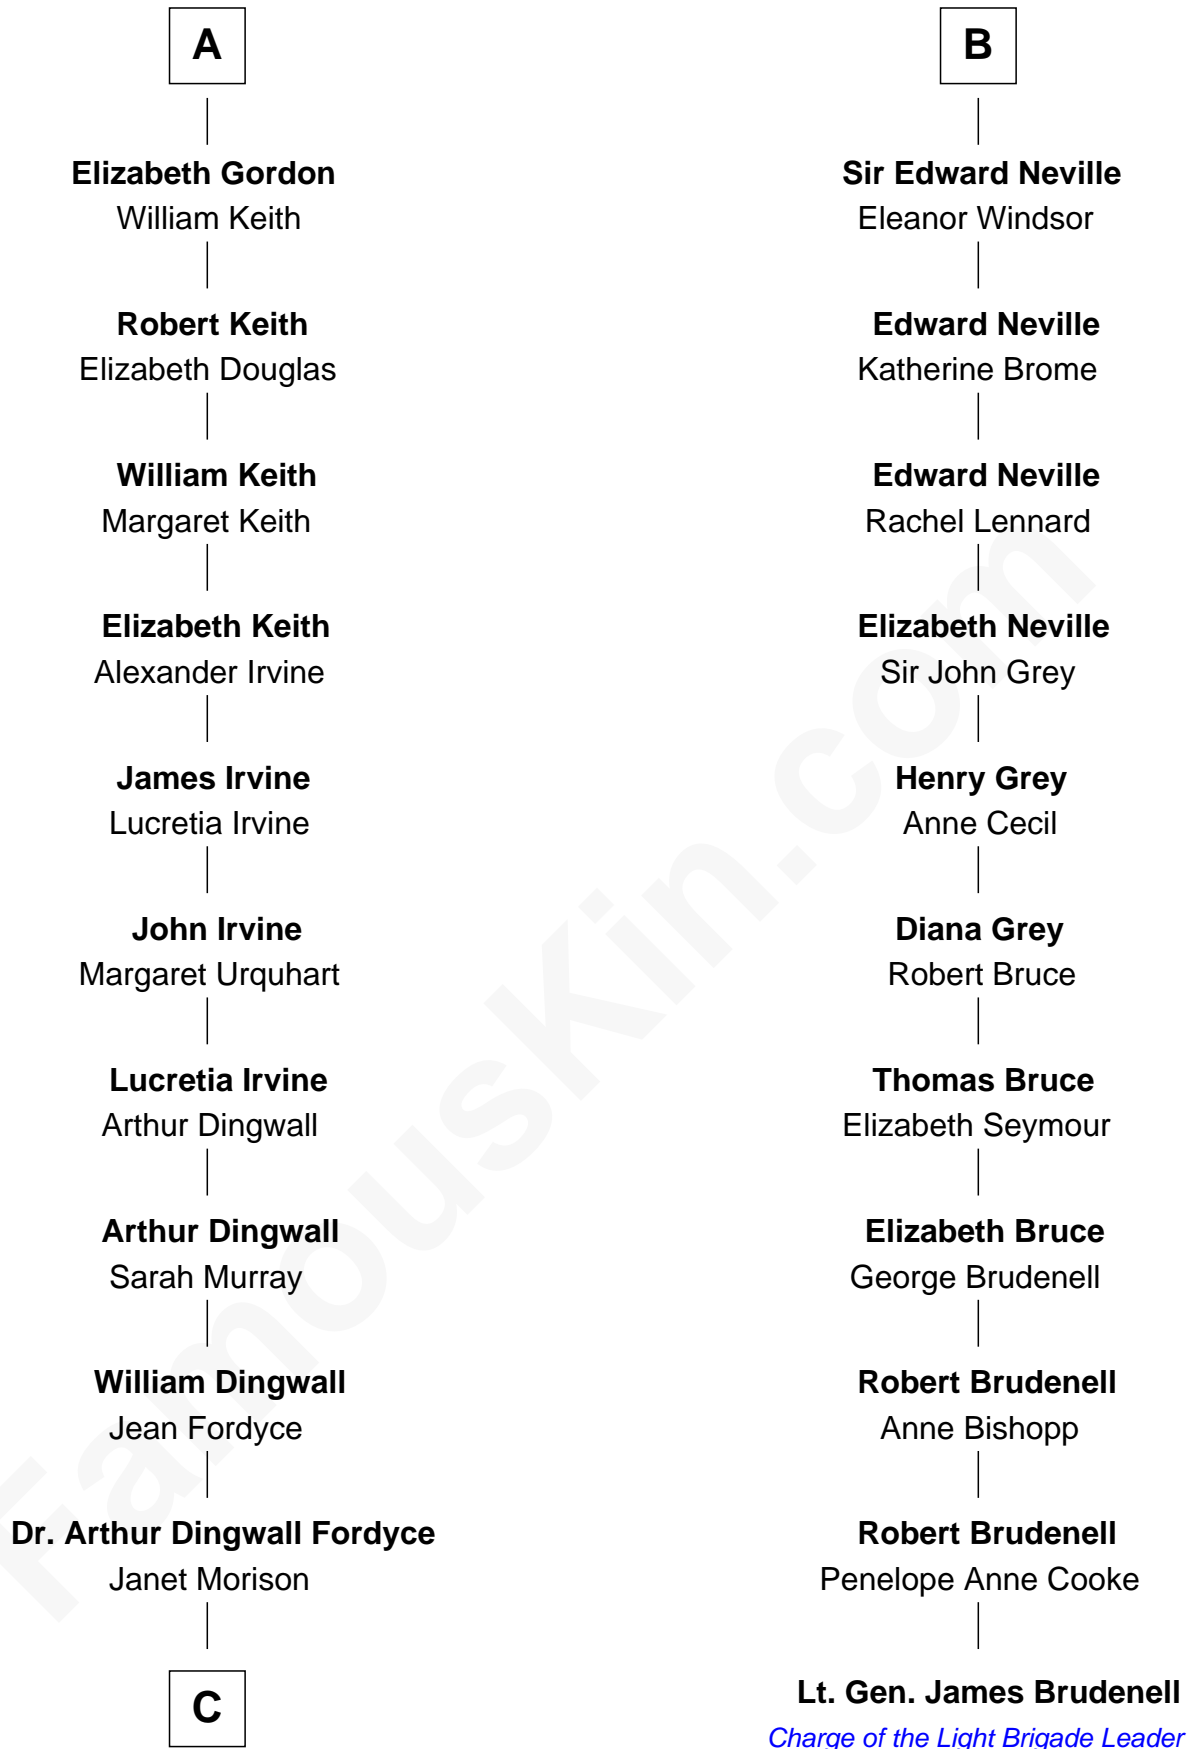 A
Elizabeth Gordon
William Keith
Robert Keith
Elizabeth Douglas
William Keith
Margaret Keith
Elizabeth Keith
Alexander Irvine
James Irvine
Lucretia Irvine
John Irvine
Margaret Urquhart
Lucretia Irvine
Arthur Dingwall
Arthur Dingwall
Sarah Murray
William Dingwall
Jean Fordyce
Dr. Arthur Dingwall Fordyce
Janet Morison
C
B
Sir Edward Neville
Eleanor Windsor
Edward Neville
Katherine Brome
Edward Neville
Rachel Lennard
Elizabeth Neville
Sir John Grey
Henry Grey
Anne Cecil
Diana Grey
Robert Bruce
Thomas Bruce
Elizabeth Seymour
Elizabeth Bruce
George Brudenell
Robert Brudenell
Anne Bishopp
Robert Brudenell
Penelope Anne Cooke
Lt. Gen. James Brudenell
Charge of the Light Brigade Leader
FamousKin.com